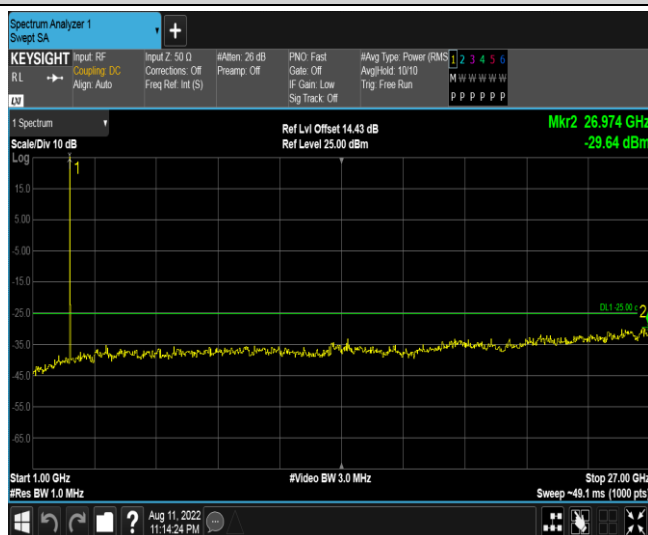 Spectrum Analyzer 1
Swept SA
+
KEYSIGHT
RL
Input: RF
Coupling: DC
Align: Auto
Input Z: 50 Ω
Corrections: Off
Freq Ref: Int (S)
#Atten: 26 dB
Preamp: Off
PNO: Fast
Gate: Off
IF Gain: Low
Sig Track: Off
#Avg Type: Power (RMS
Avg|Hold: 10/10
Trig: Free Run
1 2 3 4 5 6
M W W W W W
P P P P P P
LXI
1 Spectrum
Scale/Div 10 dB
Ref Lvl Offset 14.43 dB
Ref Level 25.00 dBm
Mkr2 26.974 GHz
-29.64 dBm
Log
1
15.0
5.00
-5.00
-15.0
-25.0
DL1 -25.00
2
-35.0
-45.0
-55.0
-65.0
Start 1.00 GHz
#Res BW 1.0 MHz
#Video BW 3.0 MHz
Stop 27.00 GHz
Sweep ~49.1 ms (1000 pts)
?
Aug 11, 2022
11:14:24 PM